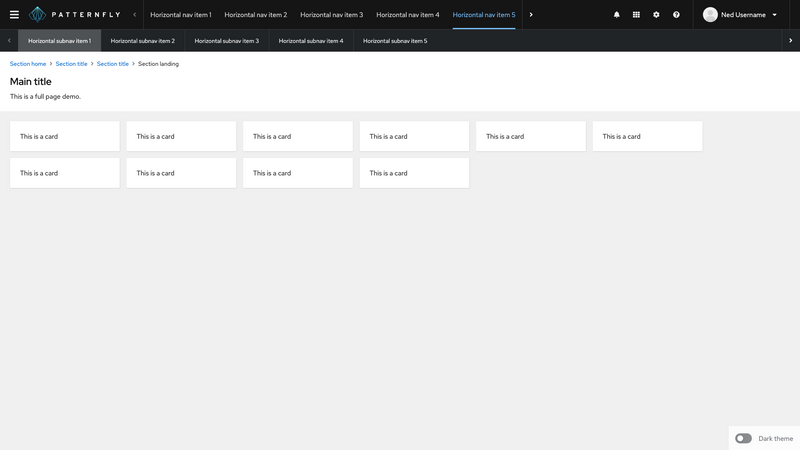 PATTERNFLY Horizontal nav item 1 Horizontal nav item 2 Horizontal nav item 3 Horizontal nav item 4 Horizontal nav item 5 Ned Username
Horizontal subnav item 1 Horizontal subnav item 2 Horizontal subnav item 3 Horizontal subnav item 4 Horizontal subnav item 5
Section home Section title Section title Section landing
Main title
This is a full page demo.
This is a card This is a card This is a card This is a card This is a card This is a card
This is a card This is a card This is a card This is a card
Dark theme